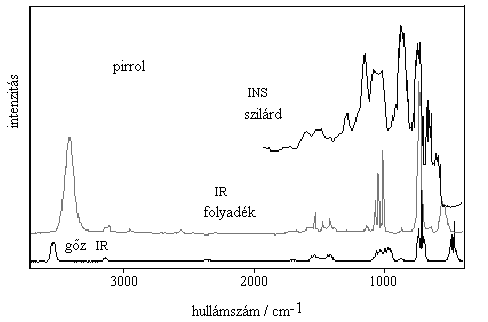 pirrol
INS
szilárd
intenzitás
IR
folyadék
gőz IR
3000 2000 1000
hullámszám / cm-1